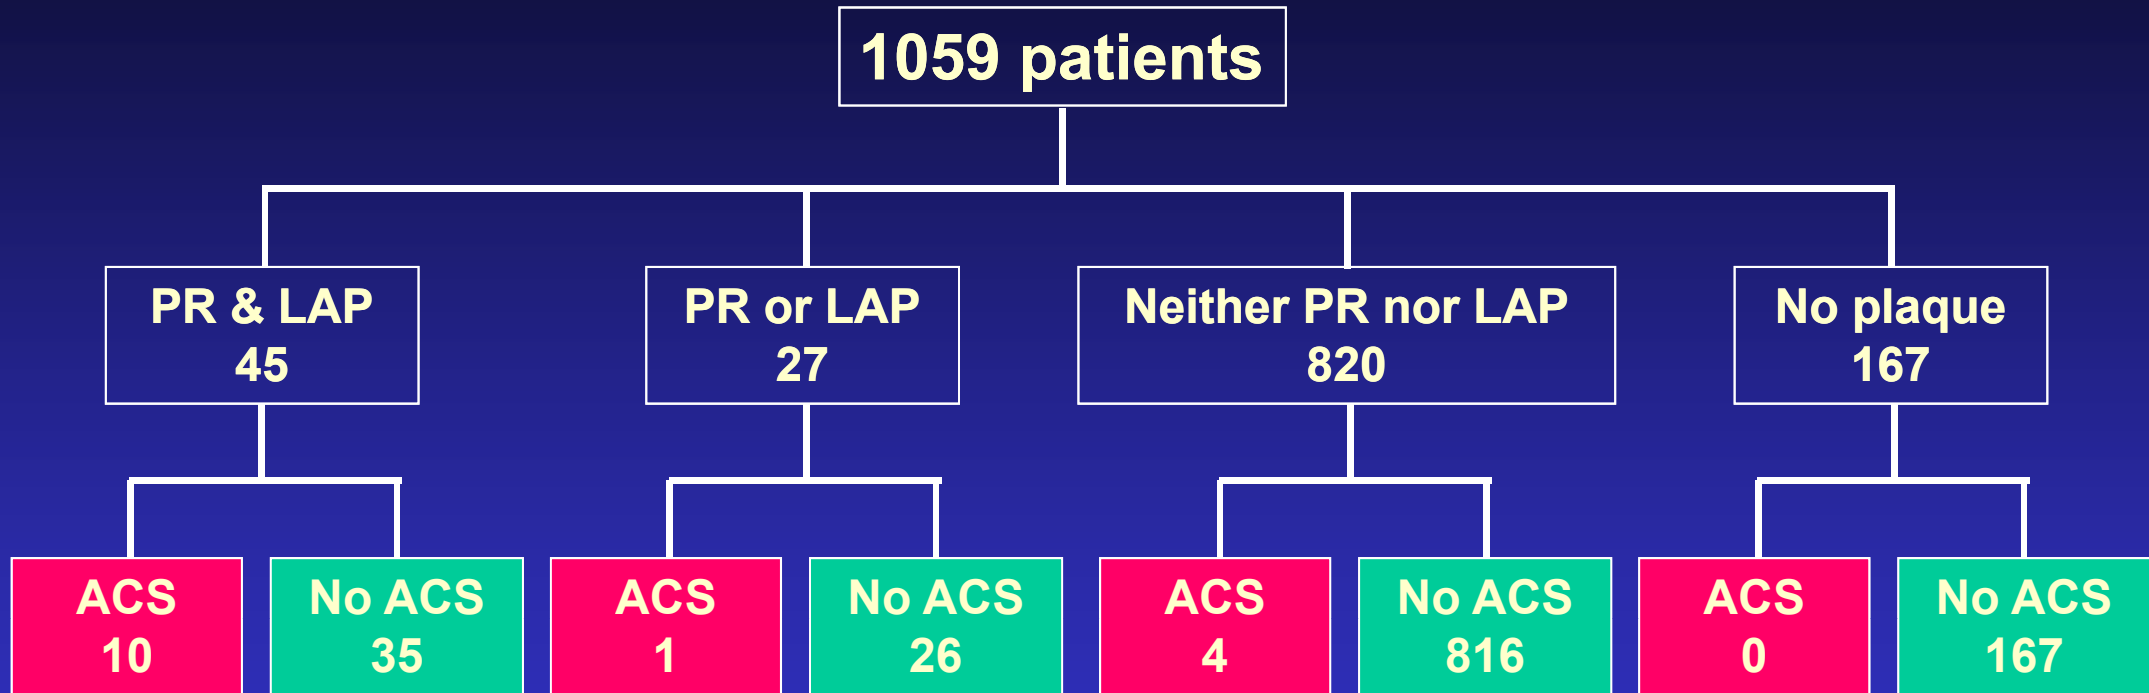 1059 patients
PR & LAP
45
PR or LAP
27
Neither PR nor LAP
820
No plaque
167
ACS
10
No ACS
35
ACS
1
No ACS
26
ACS
4
No ACS
816
ACS
0
No ACS
167